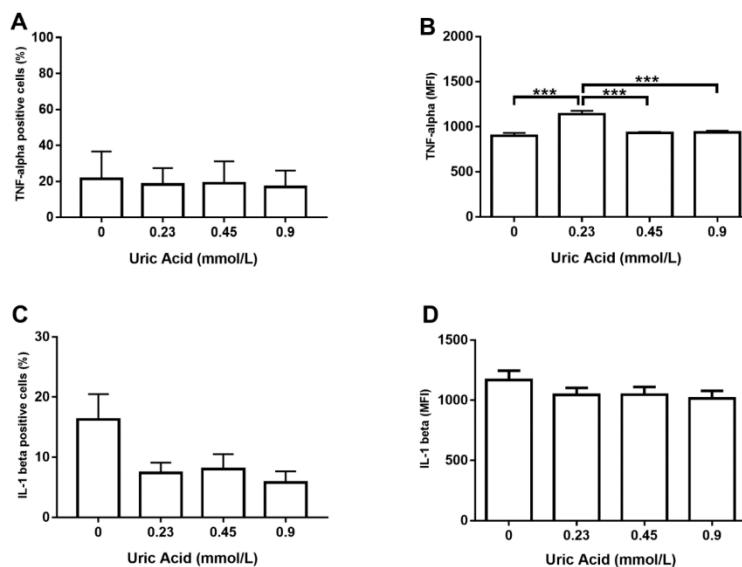 A
TNF-alpha positive cells (%)
100
80
60
40
20
0
0 0.23 0.45 0.9
Uric Acid (mmol/L)
B
TNF-alpha (MFI)
2000
1500
1000
500
0
***
*** ***
0 0.23 0.45 0.9
Uric Acid (mmol/L)
C
IL-1 beta positive cells (%)
30
20
10
0
0 0.23 0.45 0.9
Uric Acid (mmol/L)
D
IL-1 beta (MFI)
1500
1000
500
0
0 0.23 0.45 0.9
Uric Acid (mmol/L)